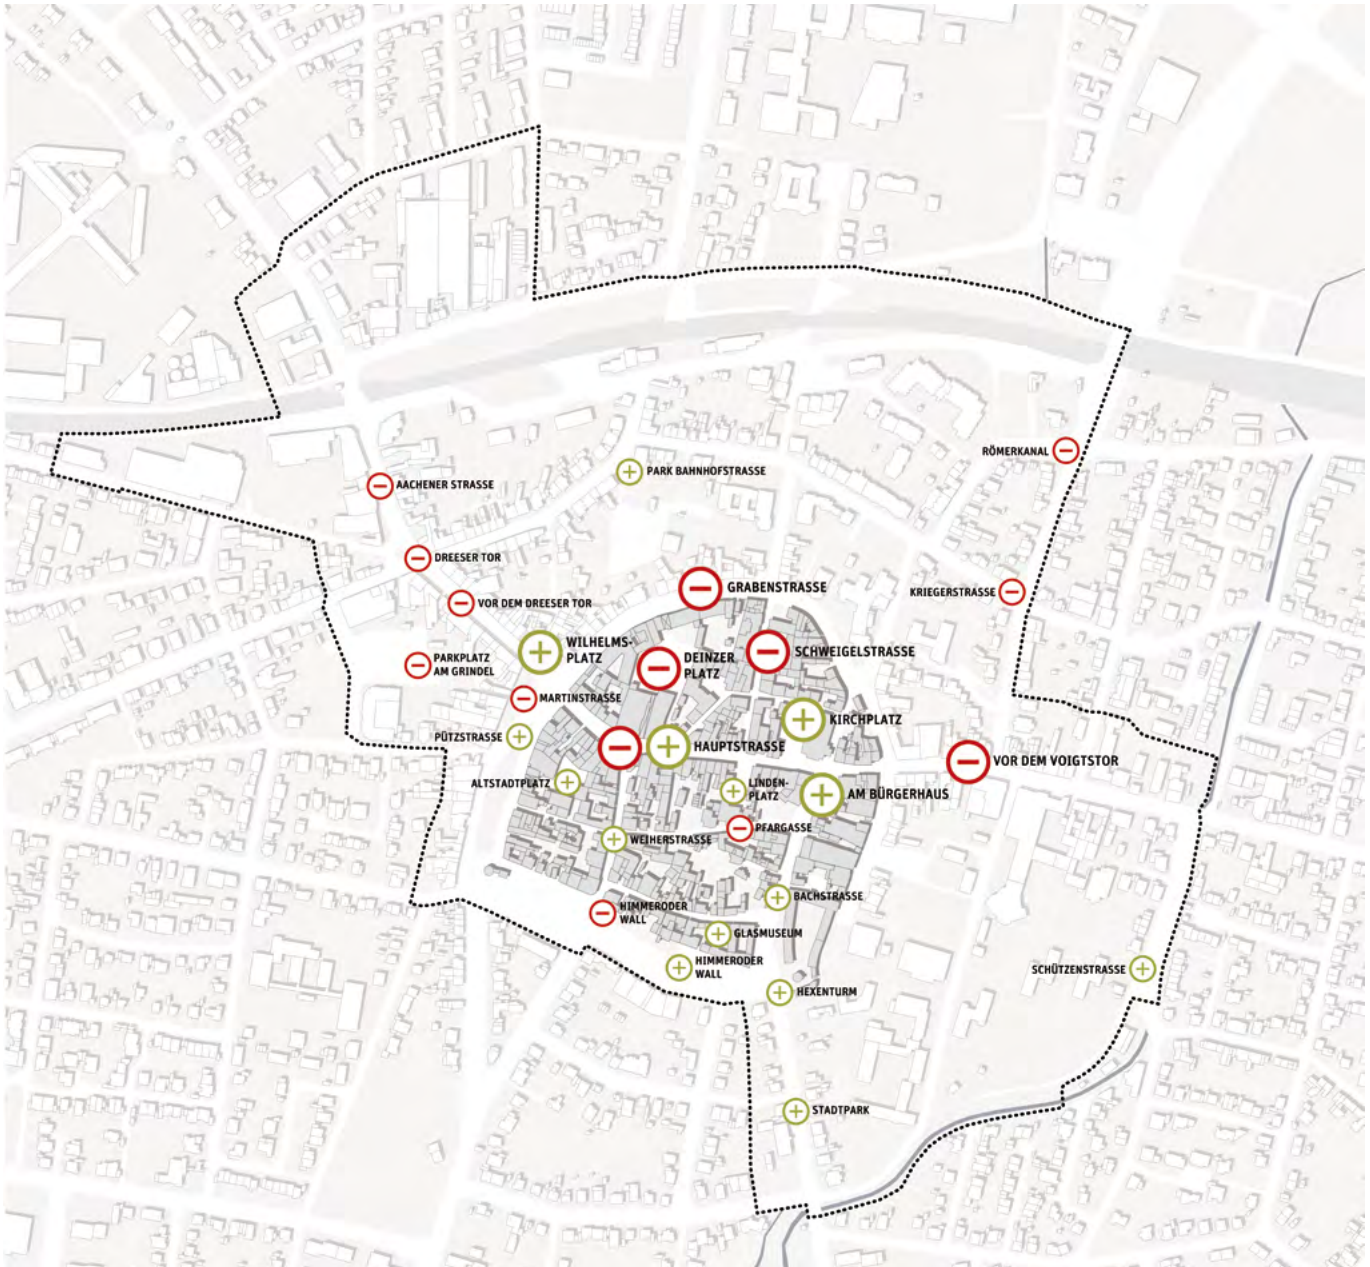 RÖMERKANAL
PARK BAHNHOFSTRASSE
AACHENER STRASSE
DREESER TOR
GRABENSTRASSE
KRIEGERSTRASSE
VOR DEM DREESER TOR
WILHELMS-
PLATZ
SCHWEIGELSTRASSE
DEINZER
PLATZ
PARKPLATZ
AM GRINDEL
MARTINSTRASSE
KIRCHPLATZ
PÜTZSTRASSE
HAUPTSTRASSE
VOR DEM VOIGTSTOR
ALTSTADTPLATZ
LINDEN-
PLATZ
AM BÜRGERHAUS
PFARGASSE
WEIHERSTRASSE
BACHSTRASSE
HIMMERODER
WALL
GLASMUSEUM
HIMMERODER
WALL
SCHÜTZENSTRASSE
HEXENTURM
STADTPARK